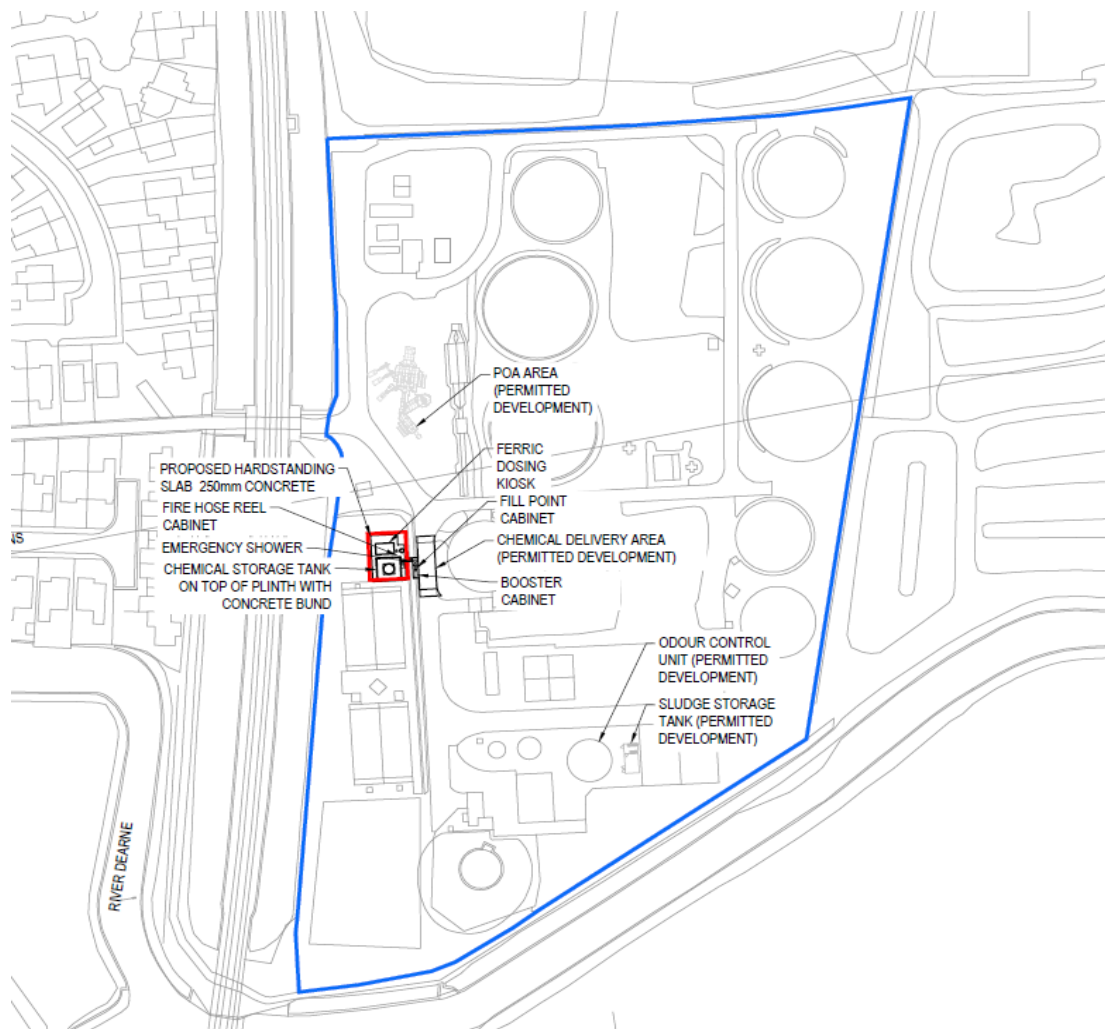 POA AREA
(PERMITTED
DEVELOPMENT)
FERRIC
DOSING
KIOSK
PROPOSED HARDSTANDING
SLAB 250mm CONCRETE
FILL POINT
CABINET
FIRE HOSE REEL
CABINET
CHEMICAL DELIVERY AREA
(PERMITTED DEVELOPMENT)
EMERGENCY SHOWER
CHEMICAL STORAGE TANK
ON TOP OF PLINTH WITH
CONCRETE BUND
BOOSTER
CABINET
NS
ODOUR CONTROL
UNIT (PERMITTED
DEVELOPMENT)
SLUDGE STORAGE
TANK (PERMITTED
DEVELOPMENT)
RIVER DEARNE